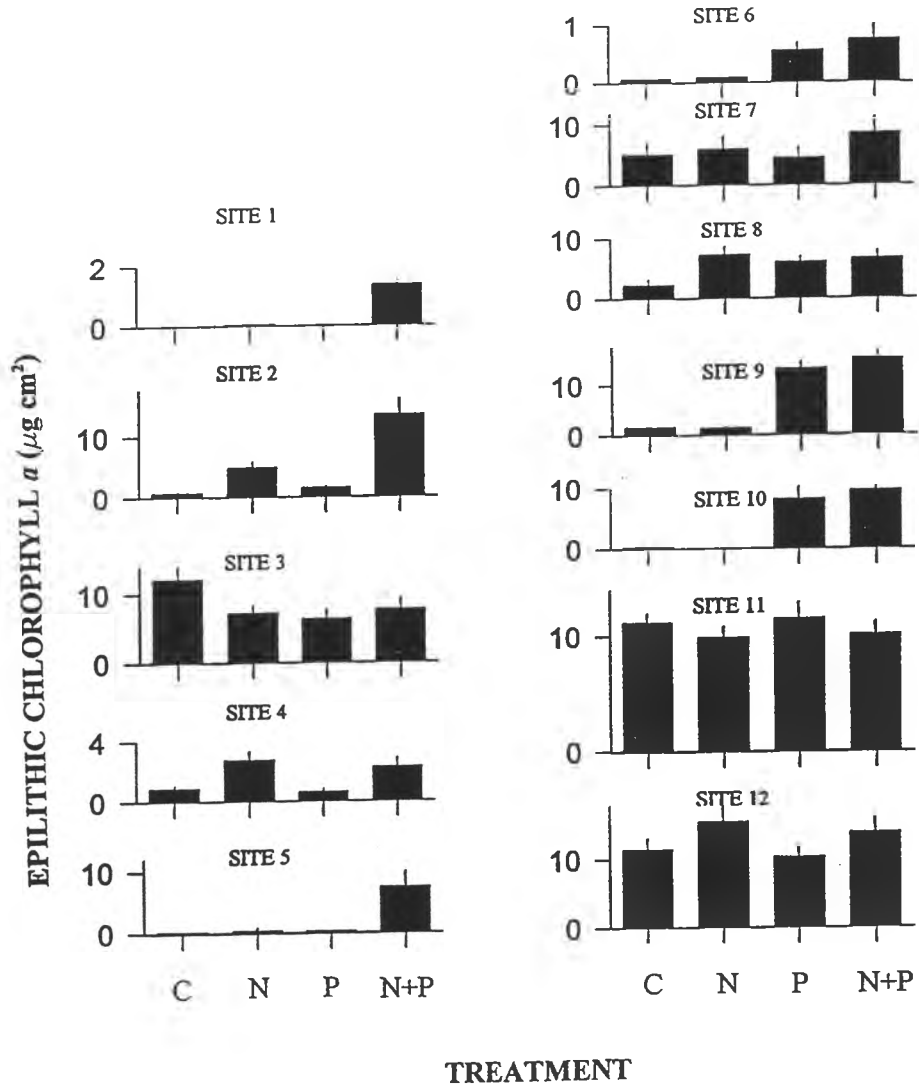 EPILITHIC CHLOROPHYLL a (μg cm²)
SITE 1
2
0
SITE 2
10
0
SITE 3
10
0
SITE 4
4
0
SITE 5
10
0
C N P N+P
SITE 6
1
0
SITE 7
10
0
SITE 8
10
0
SITE 9
10
0
SITE 10
10
0
SITE 11
10
0
SITE 12
10
0
C N P N+P
TREATMENT